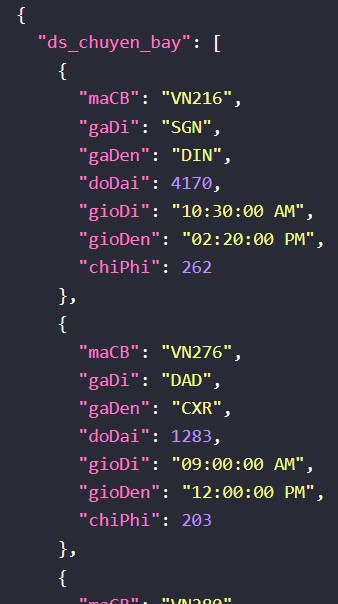 {
"ds_chuyen_bay": [
{
"maCB": "VN216",
"gaDi": "SGN",
"gaDen": "DIN",
"doDai": 4170,
"gioDi": "10:30:00 AM",
"gioDen": "02:20:00 PM",
"chiPhi": 262
},
{
"maCB": "VN276",
"gaDi": "DAD",
"gaDen": "CXR",
"doDai": 1283,
"gioDi": "09:00:00 AM",
"gioDen": "12:00:00 PM",
"chiPhi": 203
},
{
"maCB": "VN280",